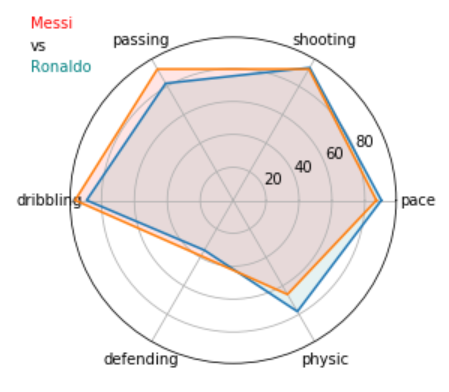 Messi
vs
Ronaldo
passing
shooting
80
60
40
20
dribbling
pace
defending
physic